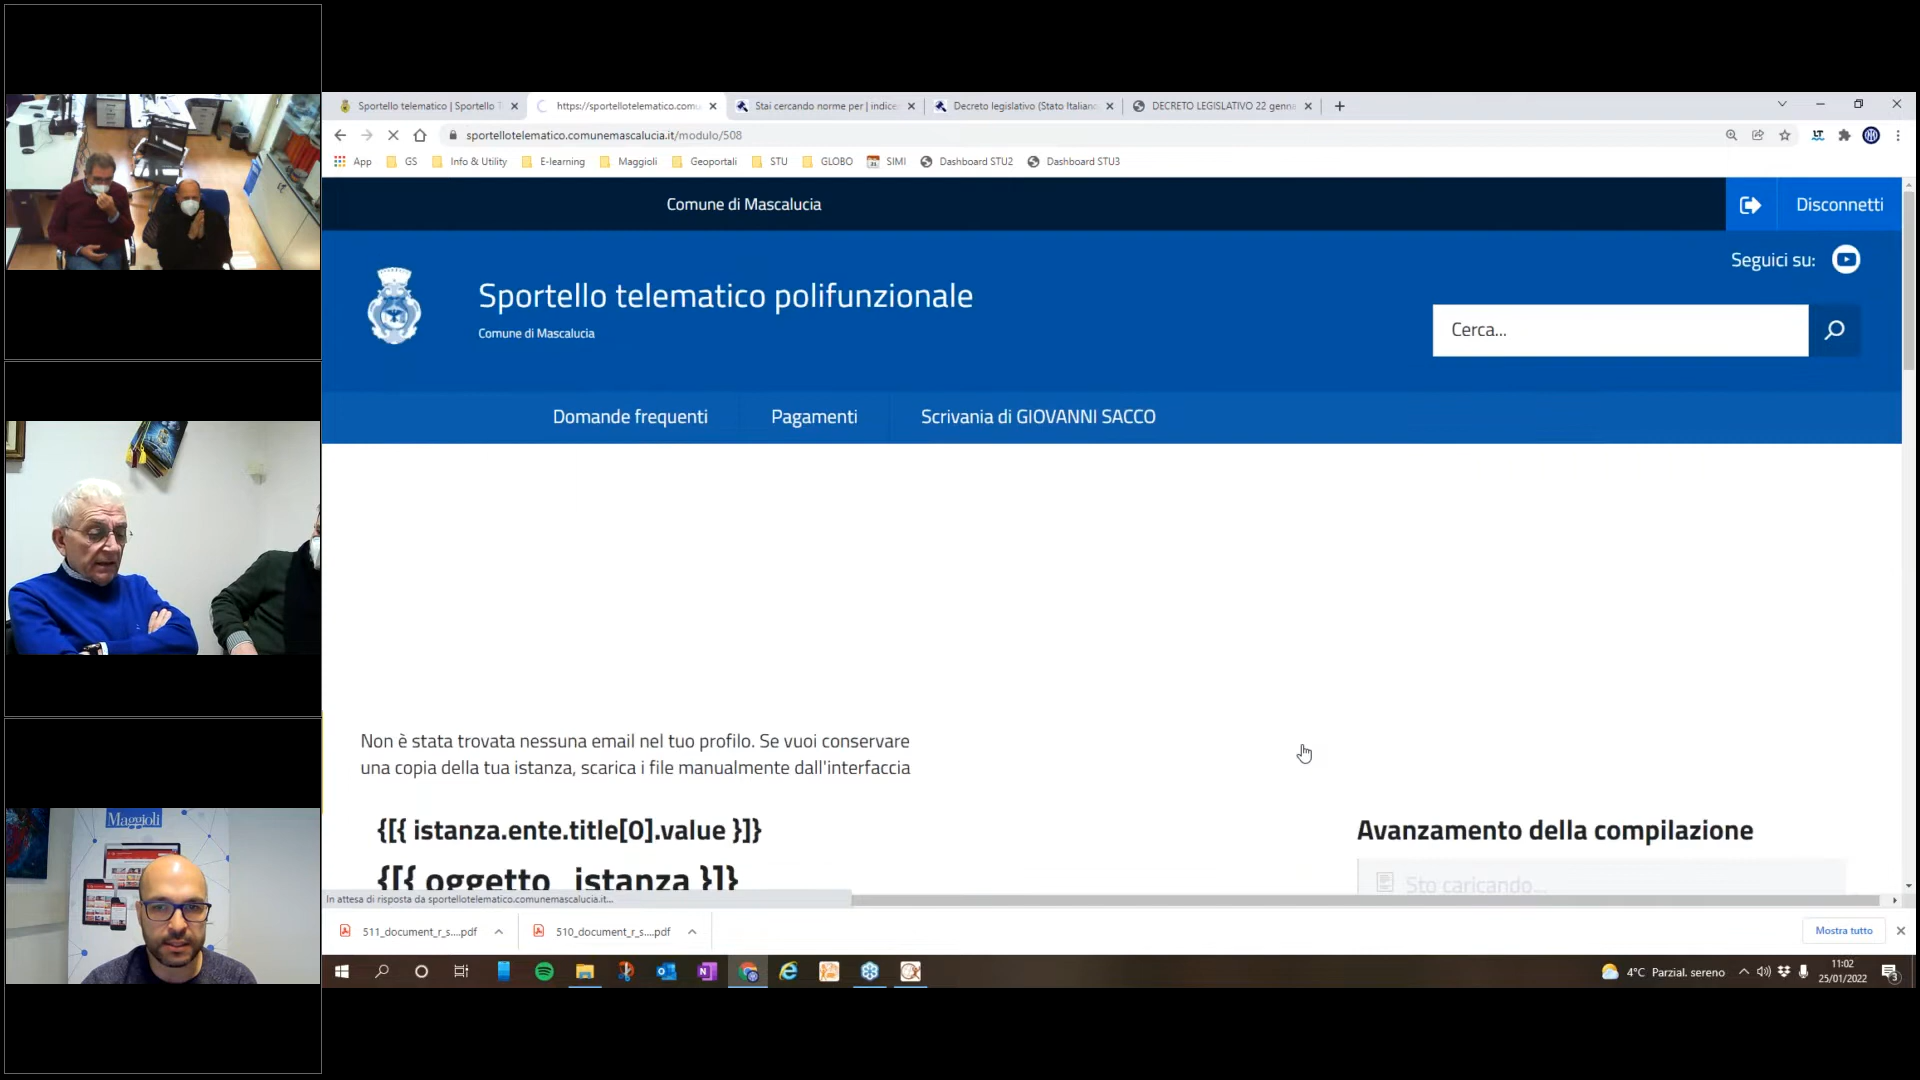 Sportello telematico | Sportello T
https://sportellotelematico.comu
Stai cercando norme per | indice
Decreto legislativo (Stato Italiano
DECRETO LEGISLATIVO 22 genna
sportellotelematico.comunemascalucia.it/modulo/508
App
GS
Info & Utility
E-learning
Maggioli
Geoportali
STU
GLOBO
SIMI
Dashboard STU2
Dashboard STU3
Comune di Mascalucia
Disconnetti
Seguici su:
Sportello telematico polifunzionale
Comune di Mascalucia
Cerca...
Domande frequenti
Pagamenti
Scrivania di GIOVANNI SACCO
Non è stata trovata nessuna email nel tuo profilo. Se vuoi conservare
una copia della tua istanza, scarica i file manualmente dall'interfaccia
{[{ istanza.ente.title[0].value }]}
Avanzamento della compilazione
{[{ oggetto_istanza }]}
Sto caricando...
In attesa di risposta da sportellotelematico.comunemascalucia.it...
511_document_r_s....pdf
510_document_r_s....pdf
Mostra tutto
4°C Parzial. sereno
11:02
25/01/2022
3
Maggioli